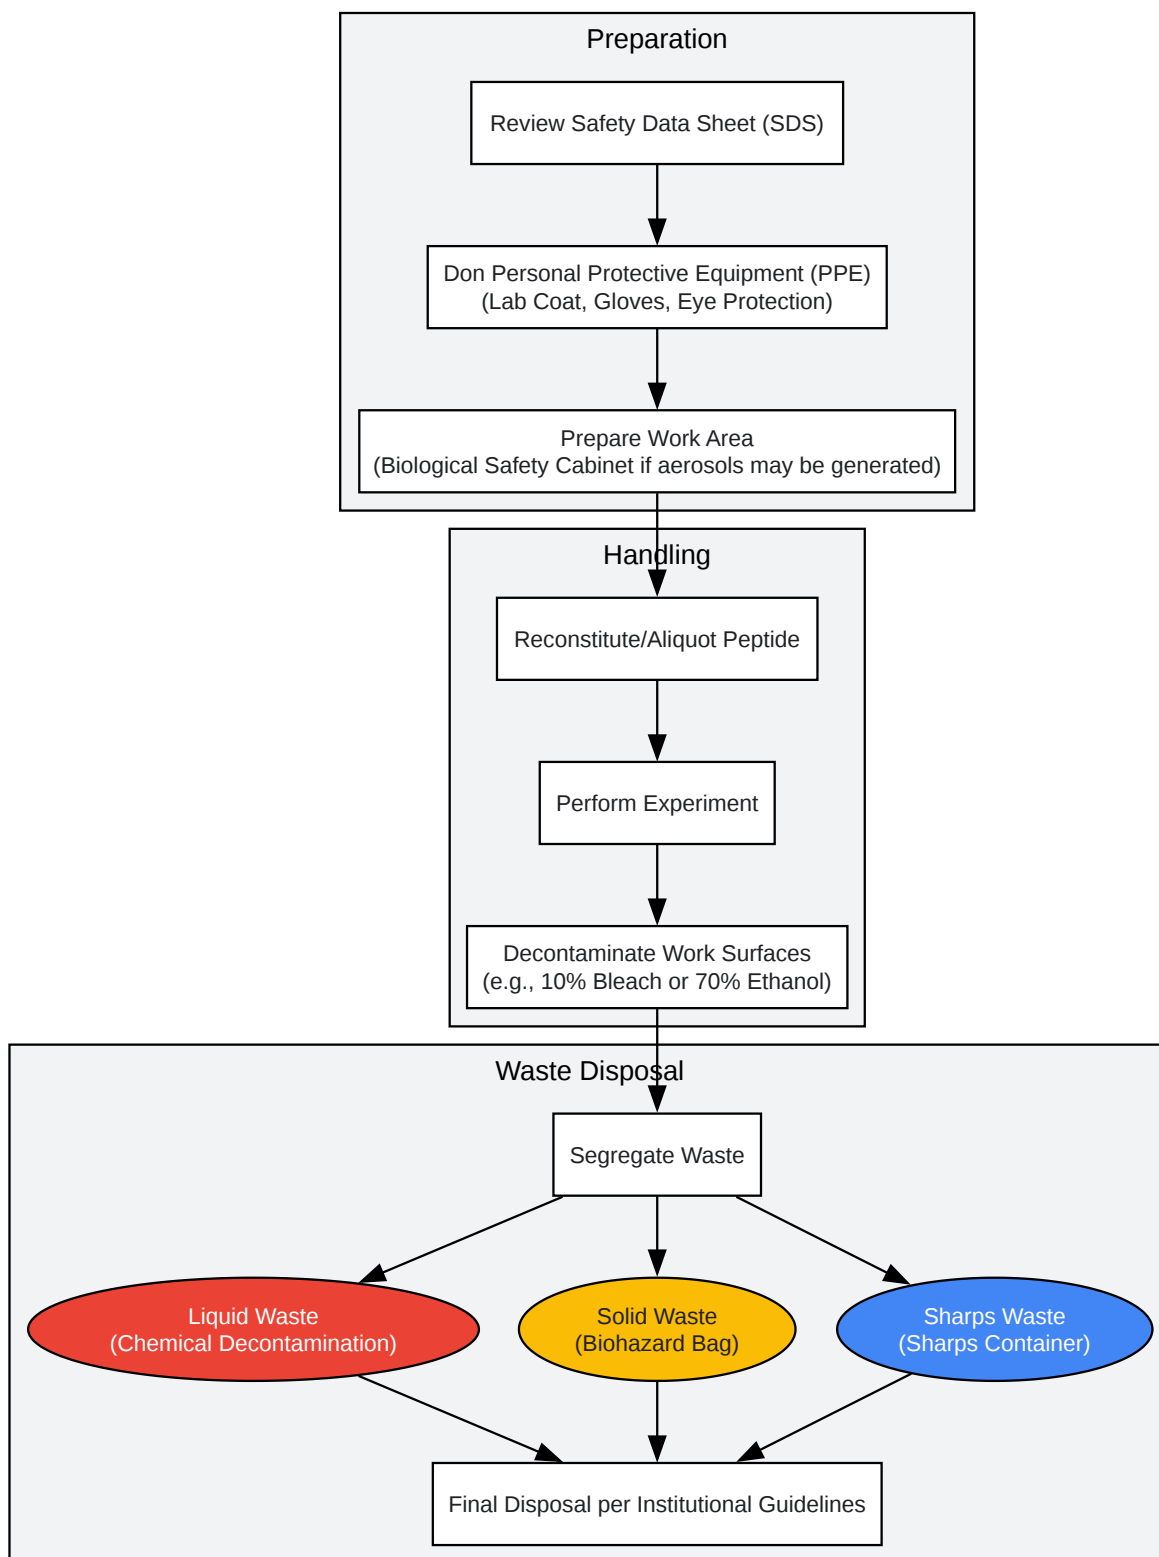 Preparation
Review Safety Data Sheet (SDS)
Don Personal Protective Equipment (PPE)
(Lab Coat, Gloves, Eye Protection)
Prepare Work Area
(Biological Safety Cabinet if aerosols may be generated)
Handling
Reconstitute/Aliquot Peptide
Perform Experiment
Decontaminate Work Surfaces
(e.g., 10% Bleach or 70% Ethanol)
Waste Disposal
Segregate Waste
Liquid Waste
(Chemical Decontamination)
Solid Waste
(Biohazard Bag)
Sharps Waste
(Sharps Container)
Final Disposal per Institutional Guidelines